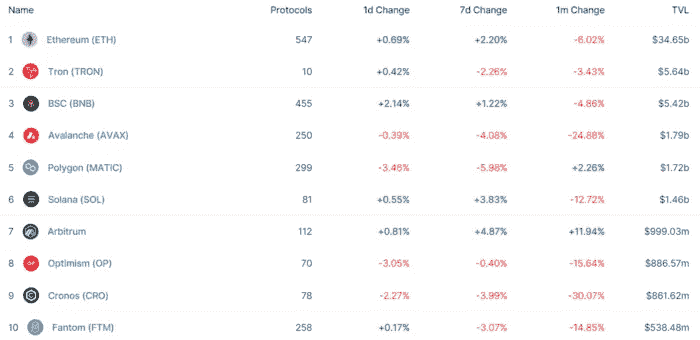 Name Protocols 1d Change 7d Change 1m Change TVL
1 Ethereum (ETH) 547 +0.69% +2.20% -6.02% $34.65b
2 Tron (TRON) 10 +0.42% -2.26% -3.43% $5.64b
3 BSC (BNB) 455 +2.14% +1.22% -4.86% $5.42b
4 Avalanche (AVAX) 250 -0.39% -4.08% -24.88% $1.79b
5 Polygon (MATIC) 299 -3.46% -5.98% +2.26% $1.72b
6 Solana (SOL) 81 +0.55% +3.83% -12.72% $1.46b
7 Arbitrum 112 +0.81% +4.87% +11.94% $999.03m
8 OP Optimism (OP) 70 -3.05% -0.40% -15.64% $886.57m
9 Cronos (CRO) 78 -2.27% -3.99% -30.07% $861.62m
10 Fantom (FTM) 258 +0.17% -3.07% -14.85% $538.48m